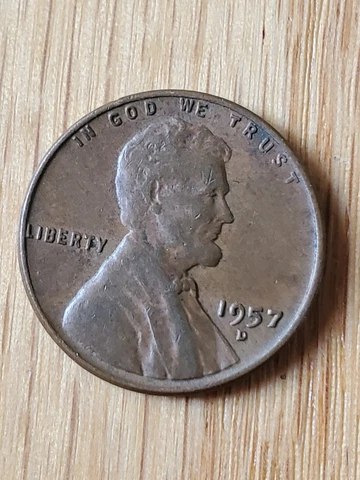 IN GOD WE TRUST
LIBERTY
1957
D